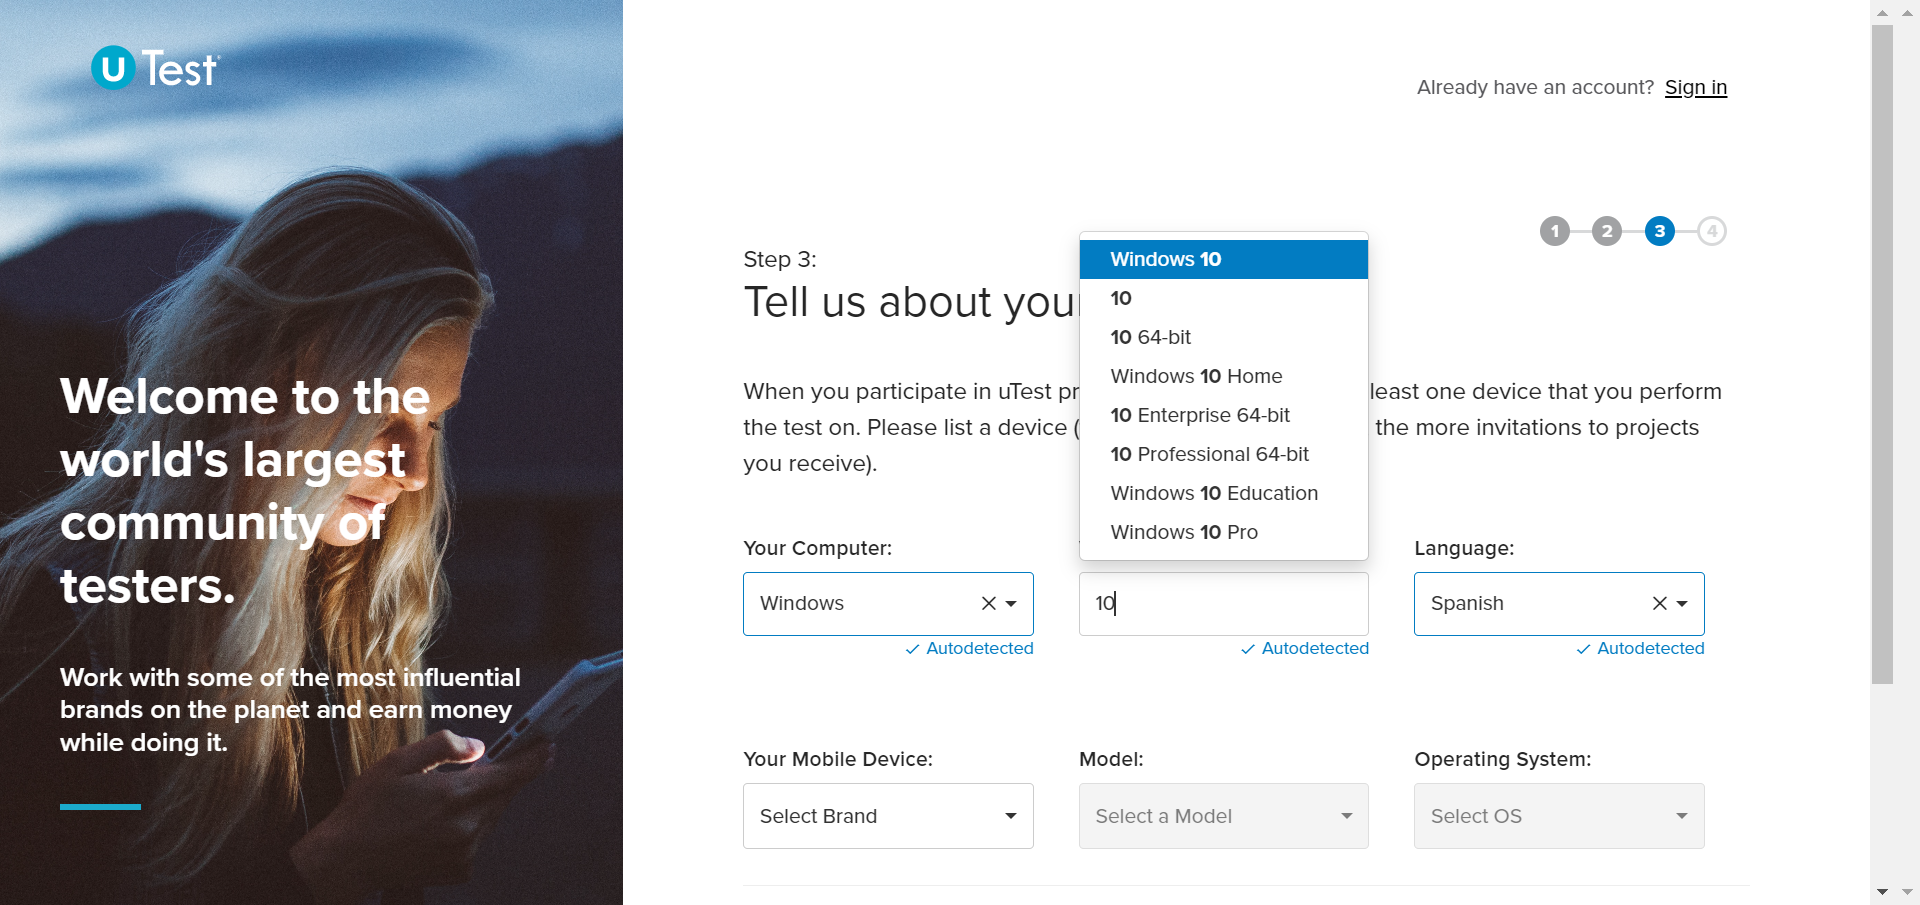 u Test
Welcome to the
world's largest
community of
testers.
Work with some of the most influential
brands on the planet and earn money
while doing it.
Already have an account? Sign in
1 2 3 4
Step 3:
Tell us about your
When you participate in uTest pr
least one device that you perform
the test on. Please list a device (
the more invitations to projects
you receive).
Windows 10
10
10 64-bit
Windows 10 Home
10 Enterprise 64-bit
10 Professional 64-bit
Windows 10 Education
Windows 10 Pro
Your Computer:
Windows
Autodetected
10
Autodetected
Language:
Spanish
Autodetected
Your Mobile Device:
Select Brand
Model:
Select a Model
Operating System:
Select OS